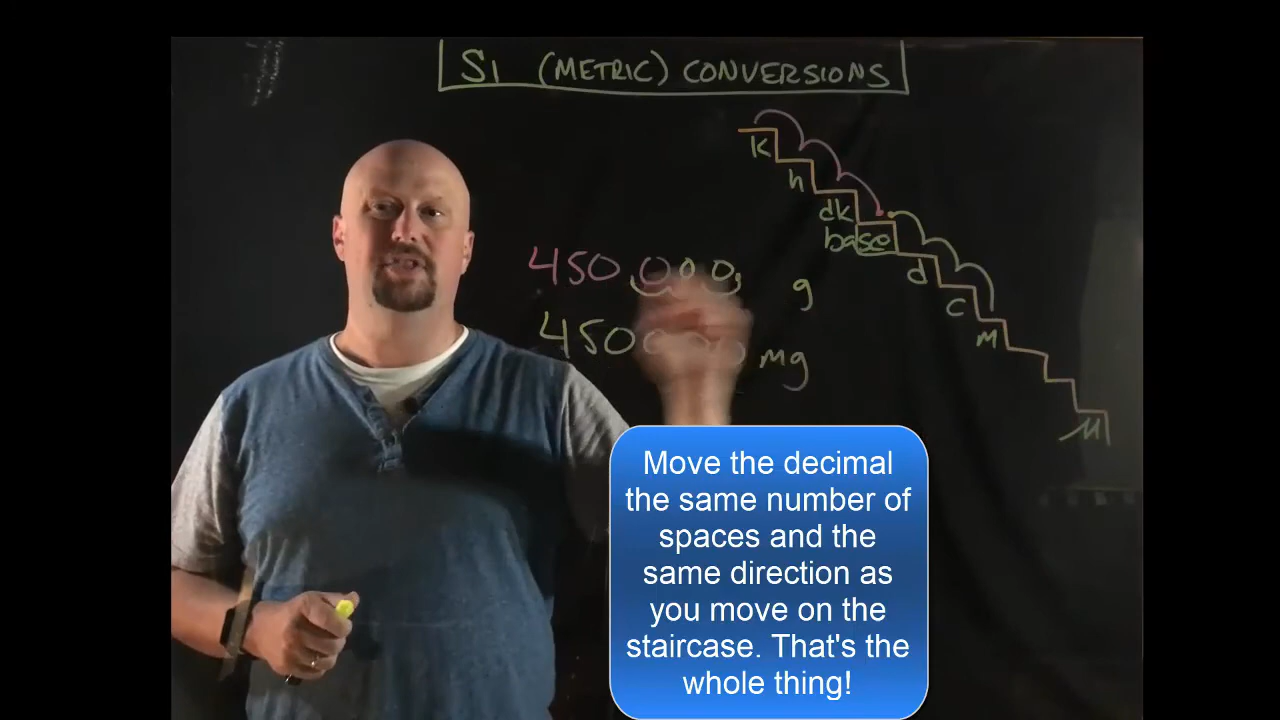 SI (METRIC) CONVERSIONS
k
h
dk
base
d
c
m
M
450 000. g
450000 mg
Move the decimal
the same number of
spaces and the
same direction as
you move on the
staircase. That's the
whole thing!